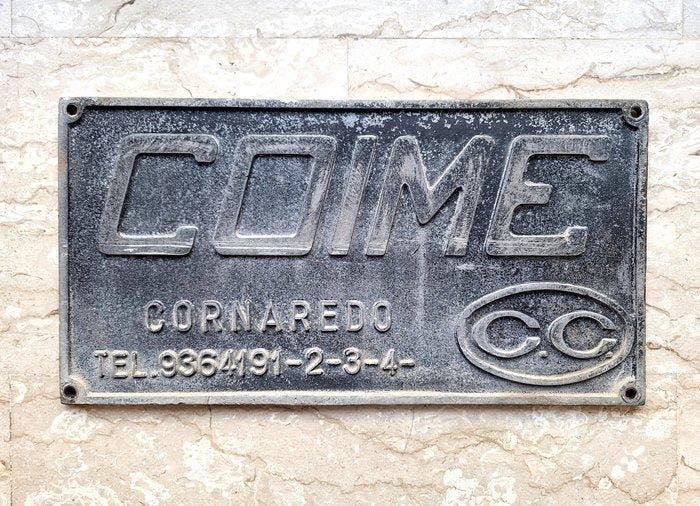 COIME
CORNAREDO
TEL.9364191-2-3-4-
C.C.